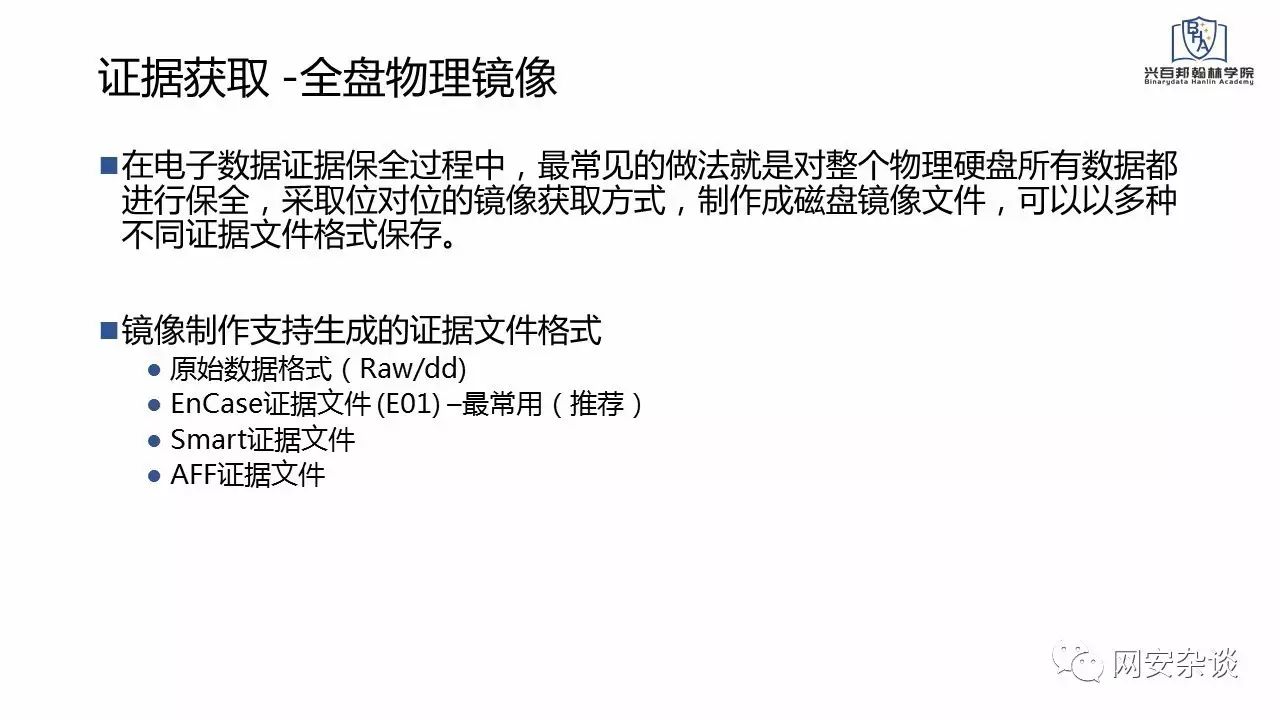 证据获取 -全盘物理镜像
BHA
兴百邦翰林学院
Binarydata Hanlin Academy
■在电子数据证据保全过程中，最常见的做法就是对整个物理硬盘所有数据都
进行保全，采取位对位的镜像获取方式，制作成磁盘镜像文件，可以以多种
不同证据文件格式保存。
■镜像制作支持生成的证据文件格式
● 原始数据格式（Raw/dd)
● EnCase证据文件 (E01) –最常用（推荐）
● Smart证据文件
● AFF证据文件
网安杂谈